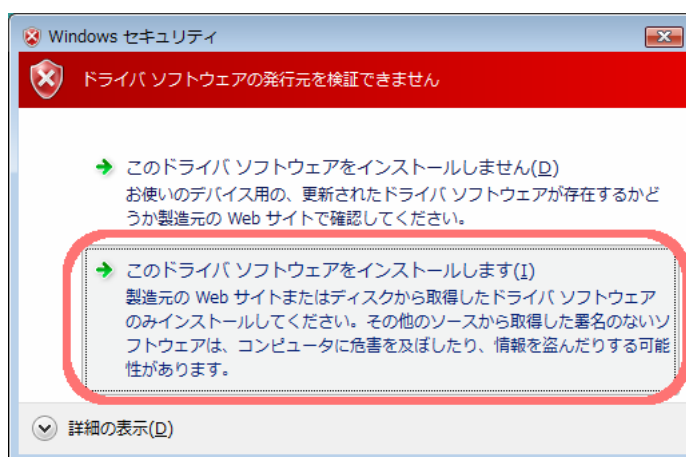 Windows セキュリティ
ドライバ ソフトウェアの発行元を検証できません
このドライバ ソフトウェアをインストールしません(D)
お使いのデバイス用の、更新されたドライバ ソフトウェアが存在するかど
うか製造元の Web サイトで確認してください。
このドライバ ソフトウェアをインストールします(I)
製造元の Web サイトまたはディスクから取得したドライバ ソフトウェア
のみインストールしてください。その他のソースから取得した署名のないソ
フトウェアは、コンピュータに危害を及ぼしたり、情報を盗んだりする可能
性があります。
詳細の表示(D)